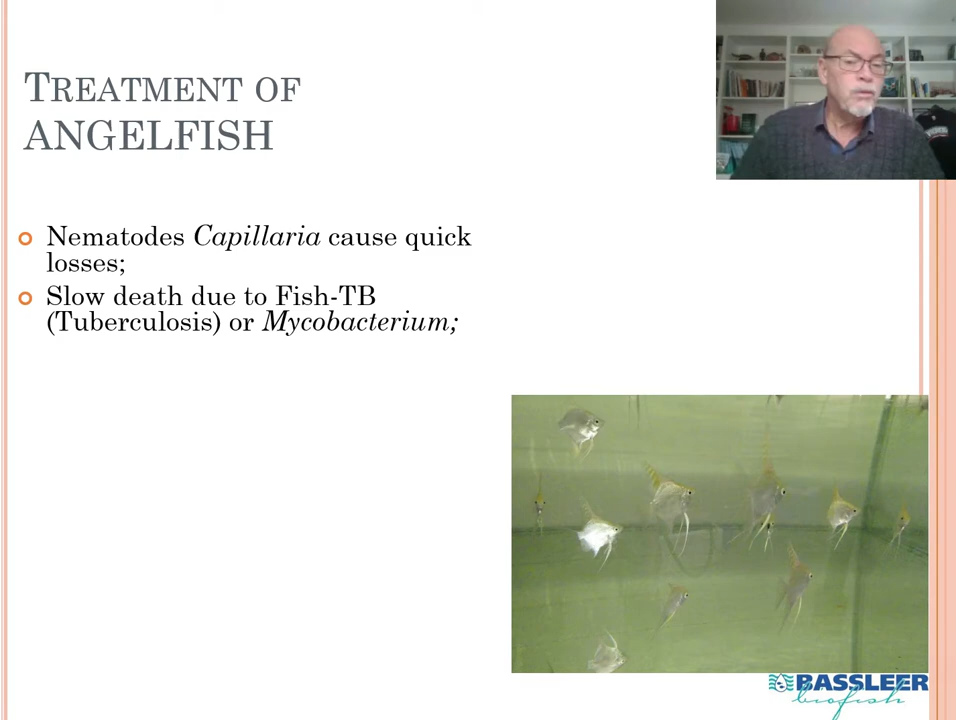 TREATMENT OF
ANGELFISH
Nematodes Capillaria cause quick
losses;
Slow death due to Fish-TB
(Tuberculosis) or Mycobacterium;
BASSLEER
biofish